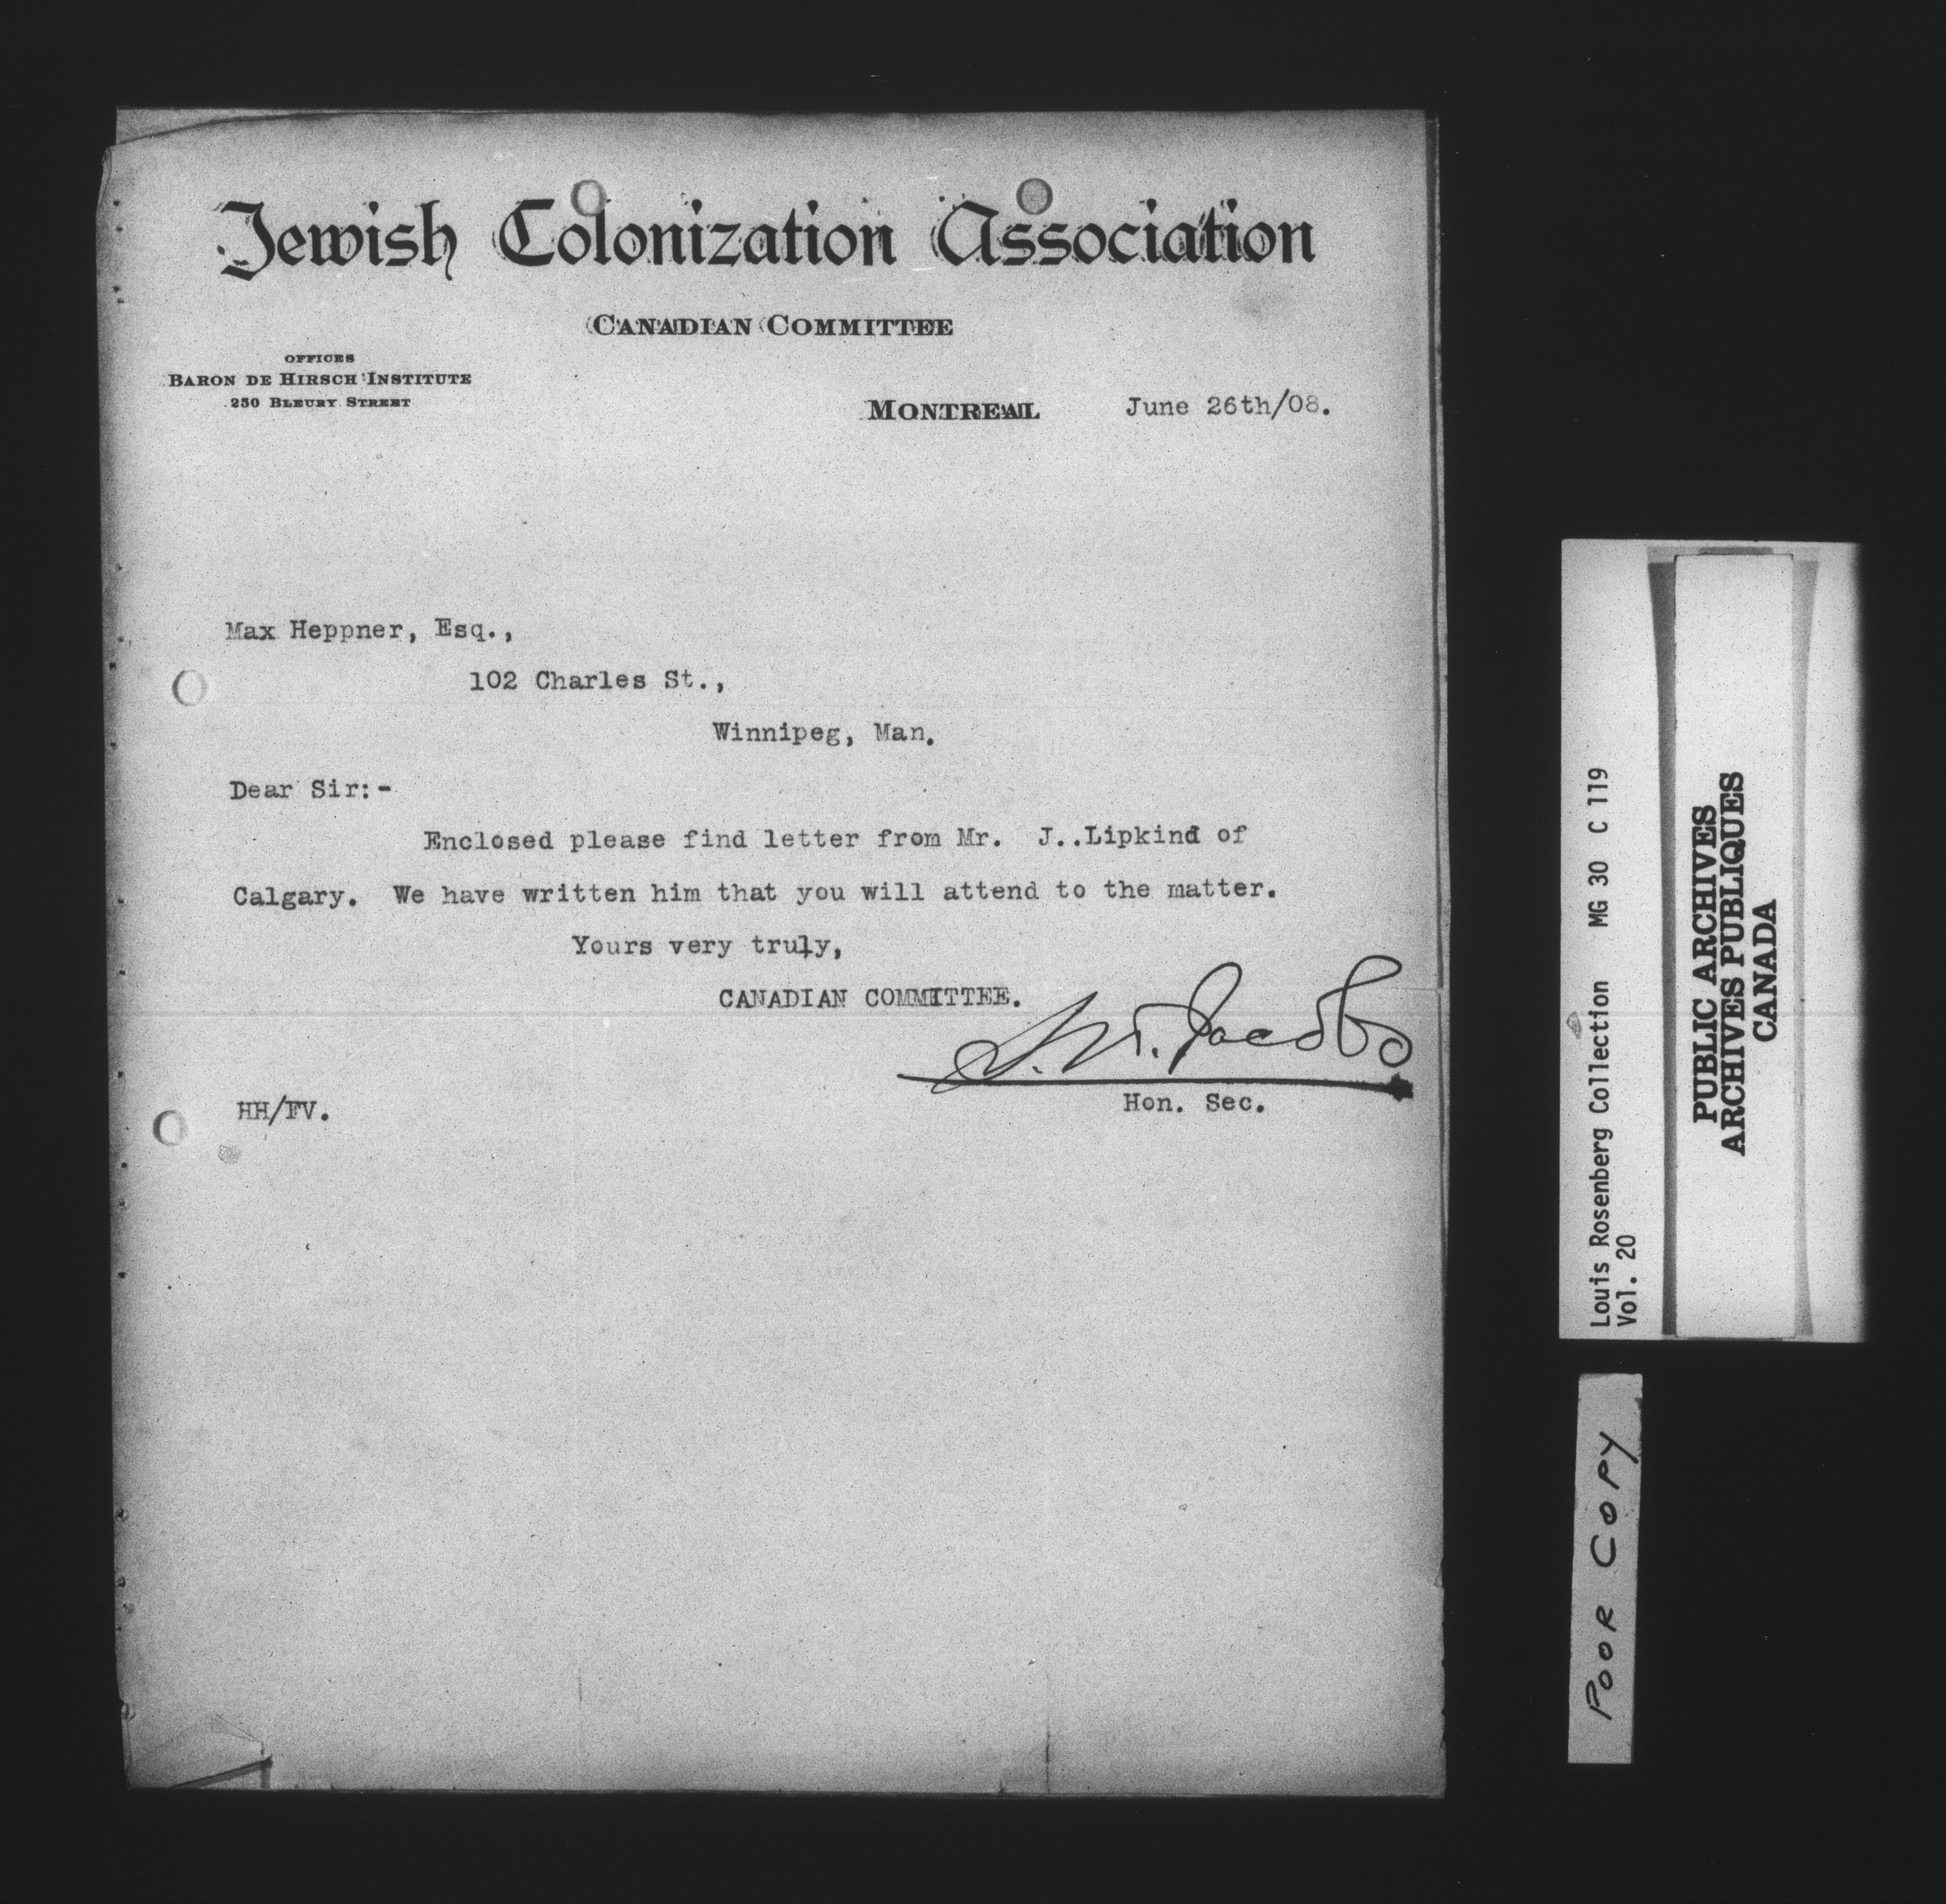 Jewish Colonization Association
CANADIAN COMMITTEE
OFFICES
BARON DE HIRSCH INSTITUTE
250 BLEURY STREET
MONTREAL June 26th/08.
Max Heppner, Esq.,
102 Charles St.,
Winnipeg, Man.
Dear Sir:-
Enclosed please find letter from Mr. J..Lipkind of
Calgary. We have written him that you will attend to the matter.
Yours very truly,
CANADIAN COMMITTEE.
Jacobs
Hon. Sec.
HH/FV.
Louis Rosenberg Collection MG 30 C 119
Vol. 20
PUBLIC ARCHIVES
ARCHIVES PUBLIQUES
CANADA
POOR COPY